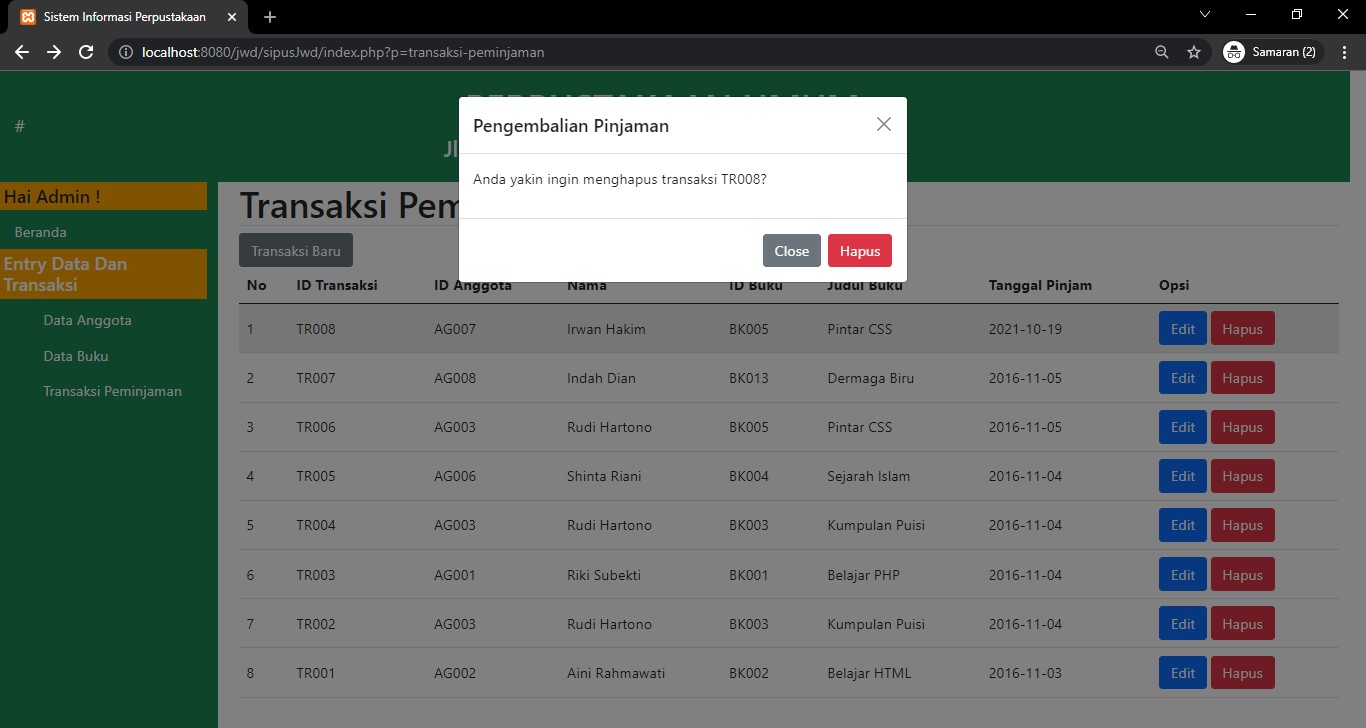 Sistem Informasi Perpustakaan
localhost:8080/jwd/sipusJwd/index.php?p=transaksi-peminjaman
Samaran (2)
#
Jl
Pengembalian Pinjaman
Anda yakin ingin menghapus transaksi TR008?
Close Hapus
Hai Admin !
Beranda
Entry Data Dan
Transaksi
Data Anggota
Data Buku
Transaksi Peminjaman
Transaksi Pem
Transaksi Baru
No ID Transaksi ID Anggota Nama ID Buku Judul Buku Tanggal Pinjam Opsi
1 TR008 AG007 Irwan Hakim BK005 Pintar CSS 2021-10-19 Edit Hapus
2 TR007 AG008 Indah Dian BK013 Dermaga Biru 2016-11-05 Edit Hapus
3 TR006 AG003 Rudi Hartono BK005 Pintar CSS 2016-11-05 Edit Hapus
4 TR005 AG006 Shinta Riani BK004 Sejarah Islam 2016-11-04 Edit Hapus
5 TR004 AG003 Rudi Hartono BK003 Kumpulan Puisi 2016-11-04 Edit Hapus
6 TR003 AG001 Riki Subekti BK001 Belajar PHP 2016-11-04 Edit Hapus
7 TR002 AG003 Rudi Hartono BK003 Kumpulan Puisi 2016-11-04 Edit Hapus
8 TR001 AG002 Aini Rahmawati BK002 Belajar HTML 2016-11-03 Edit Hapus